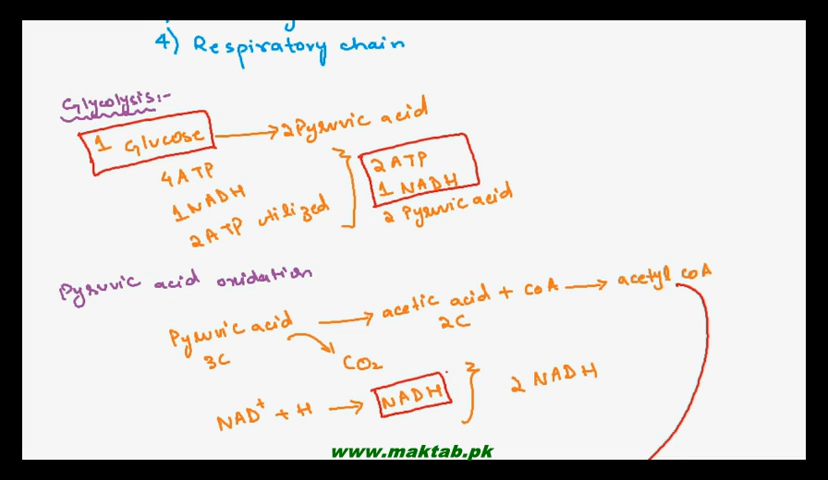 4) Respiratory chain
Glycolysis:-
1 Glucose → 2 Pyruvic acid
4 ATP
1 NADH
2 ATP utilized
2 ATP
1 NADH
2 Pyruvic acid
Pyruvic acid oxidation
Pyruvic acid → acetic acid + CoA → acetyl CoA
3C
2C
CO₂
NAD⁺ + H → NADH } 2 NADH
www.maktab.pk